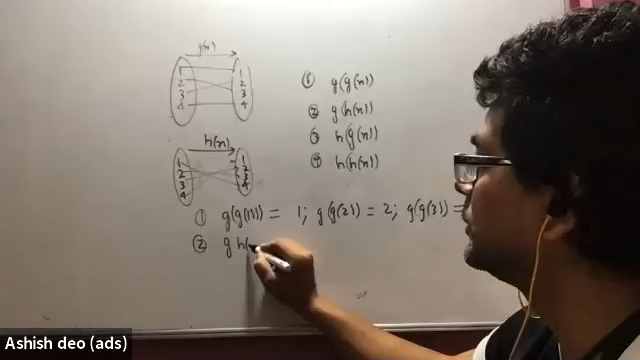 g(x)
1 1
2 2
3 3
4 4
h(x)
1 1
2 2
3 3
4 4
① g(g(x))
② g(h(x))
③ h(g(x))
④ h(h(x))
① g(g(1)) = 1; g(g(2)) = 2; g(g(3)) =
② g h(
Ashish deo (ads)